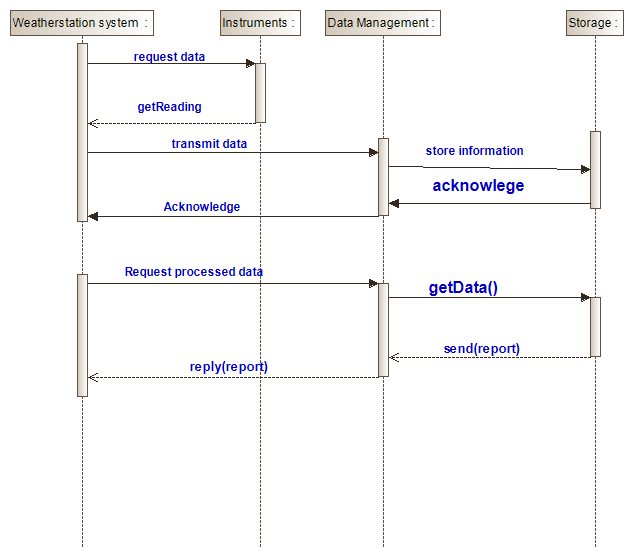 Weatherstation system :
Instruments :
Data Management :
Storage :
request data
getReading
transmit data
store information
acknowlege
Acknowledge
Request processed data
getData()
send(report)
reply(report)